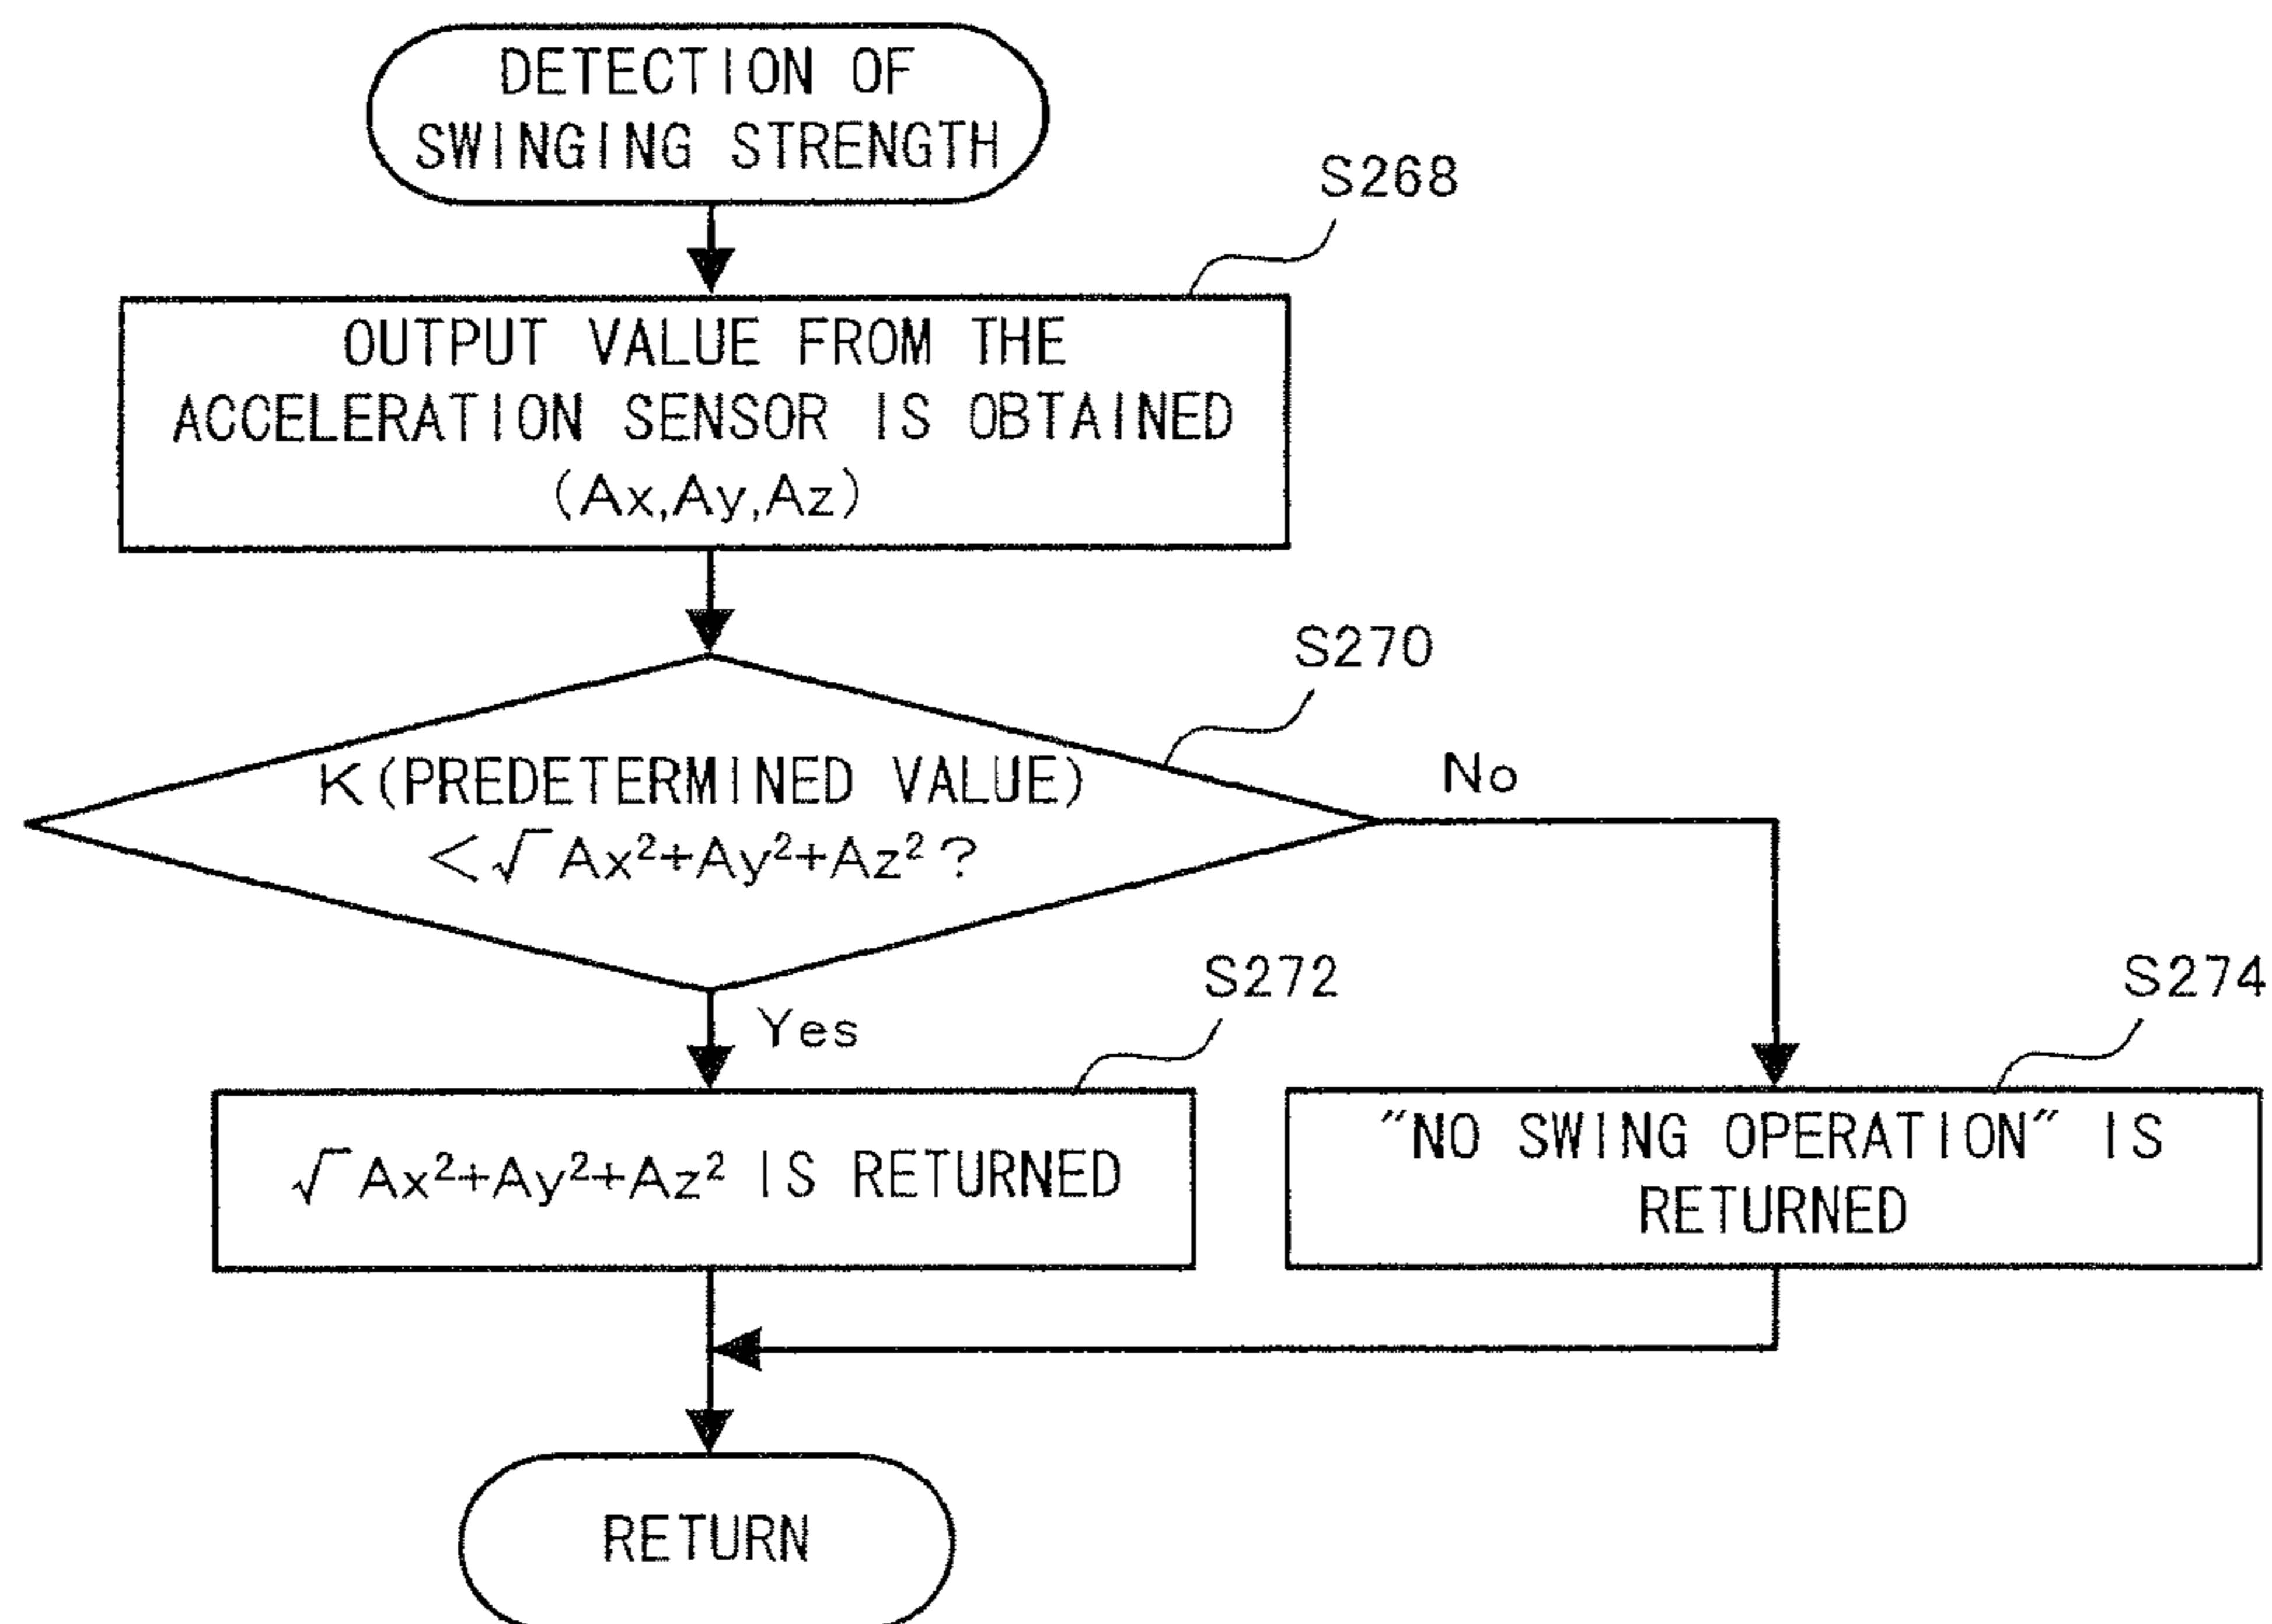 DETECTION OF
SWINGING STRENGTH
S268
OUTPUT VALUE FROM THE
ACCELERATION SENSOR IS OBTAINED
(Ax,Ay,Az)
S270
K(PREDETERMINED VALUE)
<√Ax²+Ay²+Az²?
No
Yes
S272
S274
√Ax²+Ay²+Az² IS RETURNED
"NO SWING OPERATION" IS
RETURNED
RETURN